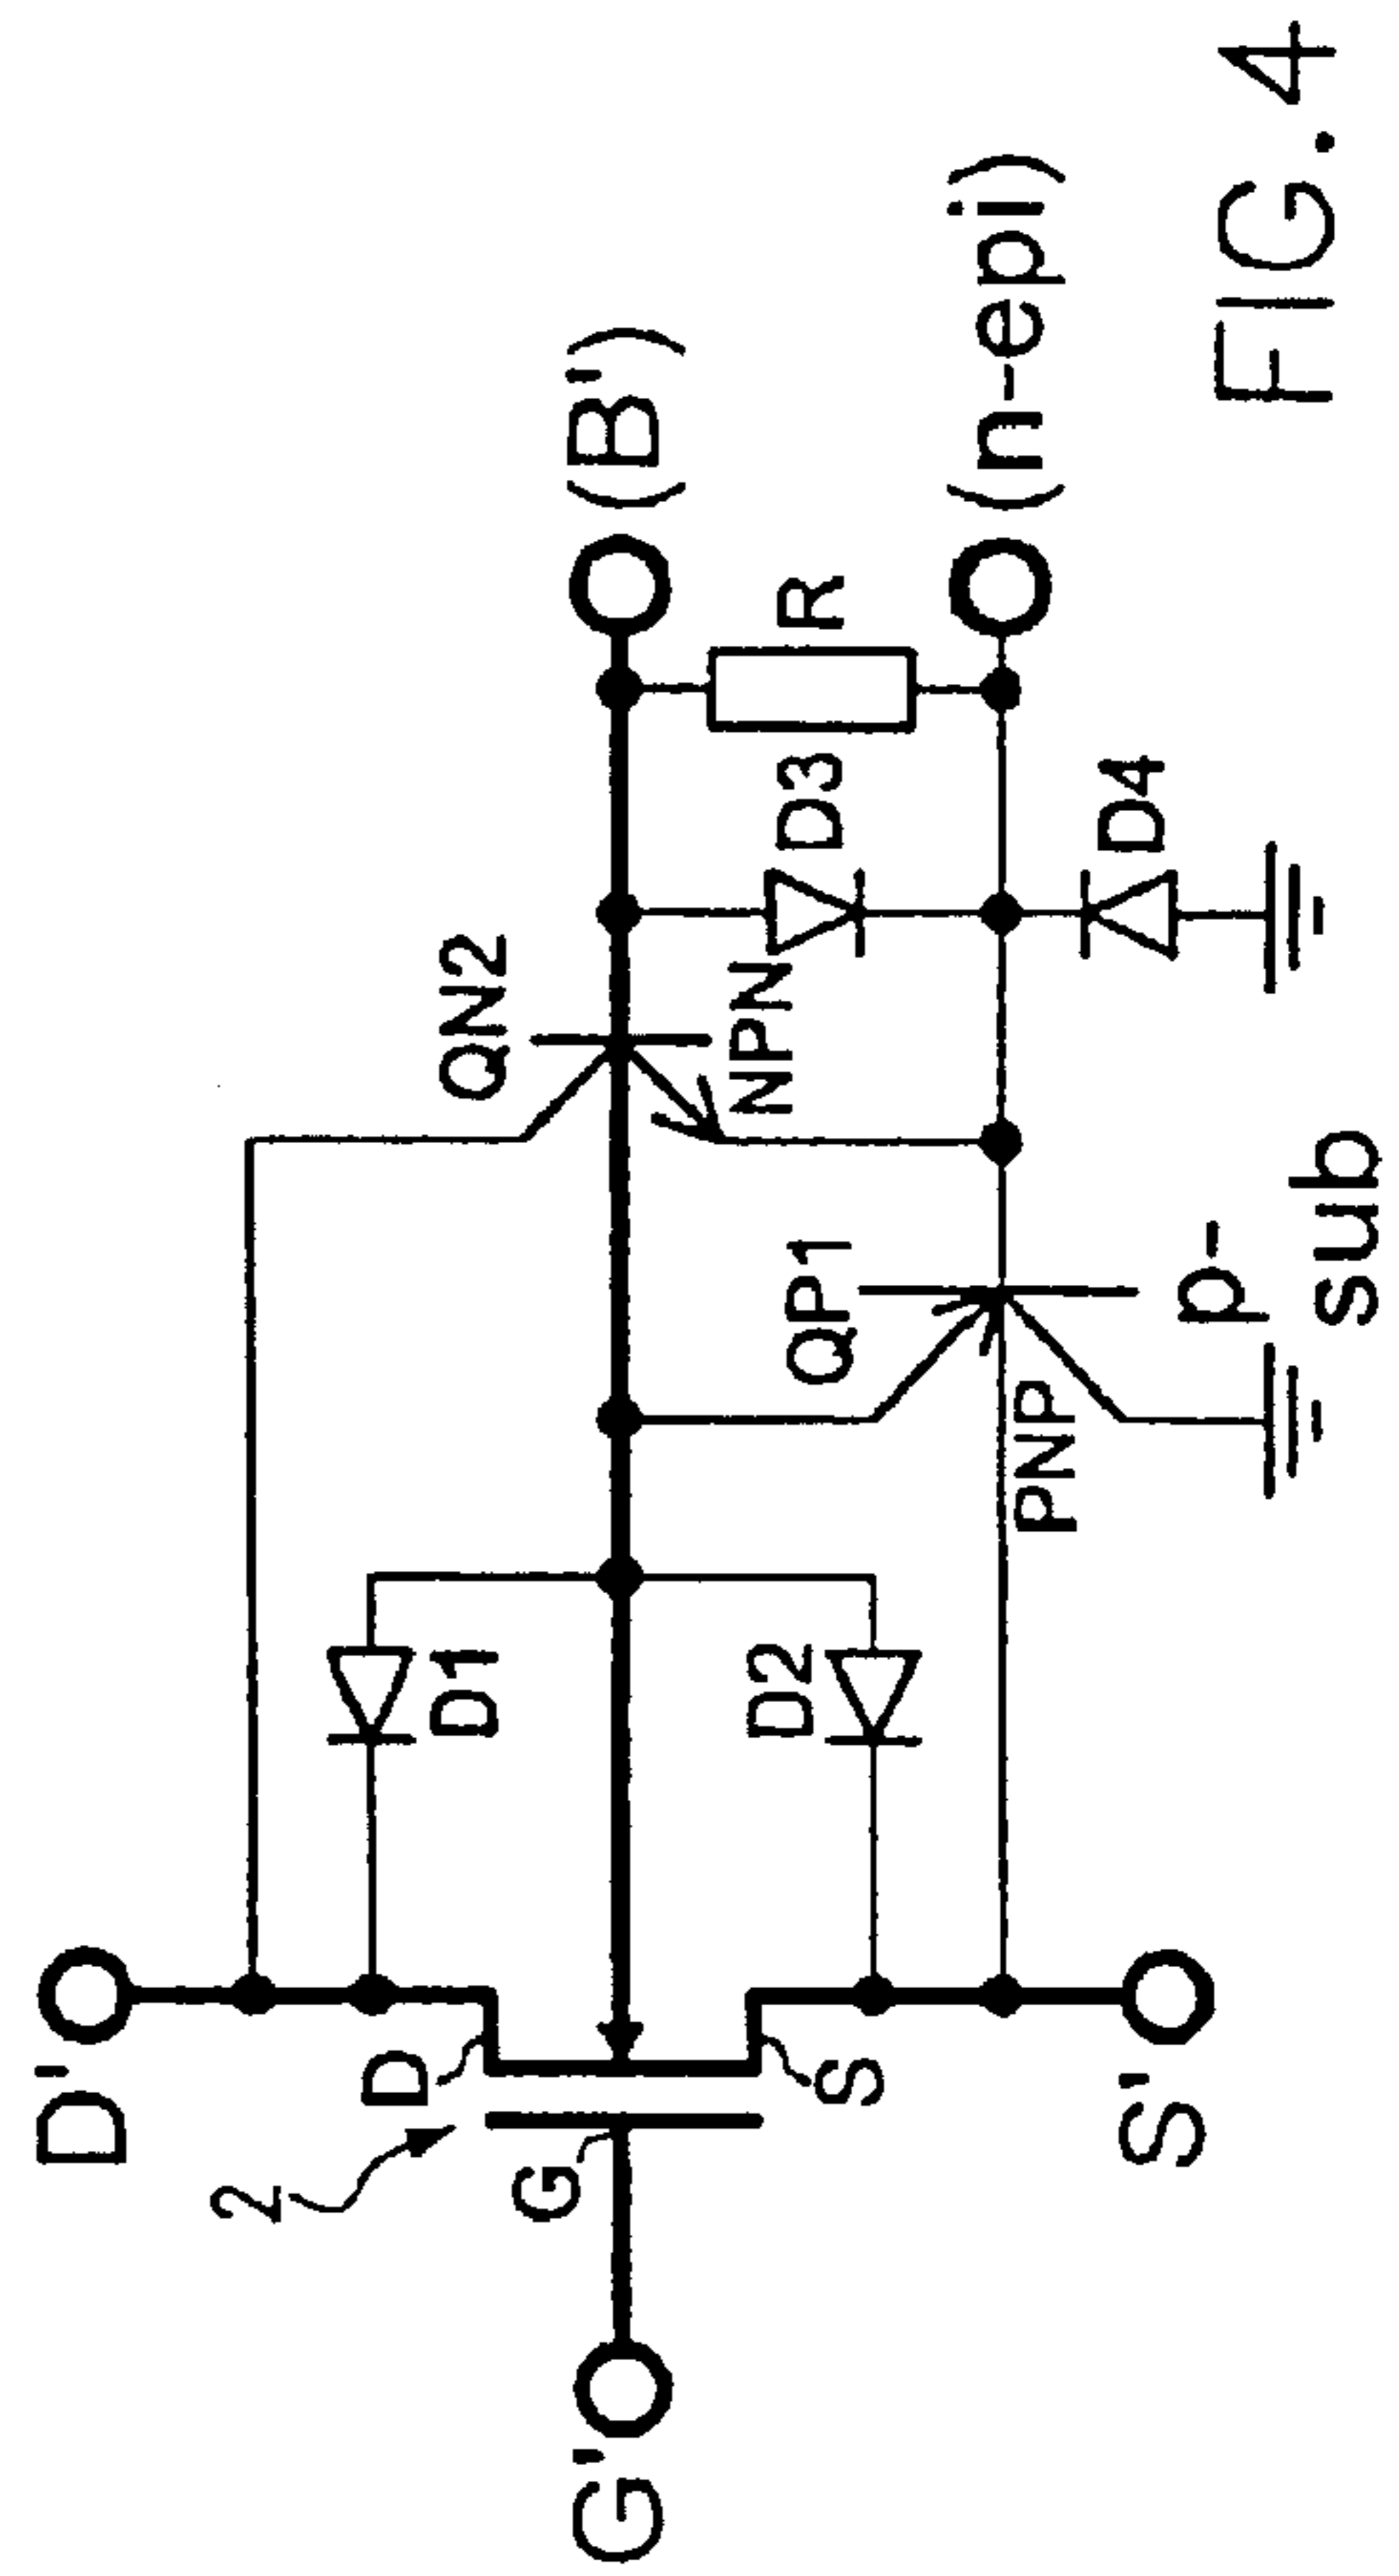 D'
2
D
D1
QN2
(B')
G'
G
D2
NPN
D3
R
S
QP1
S'
PNP
D4
(n-epi)
p-
sub
FIG.4